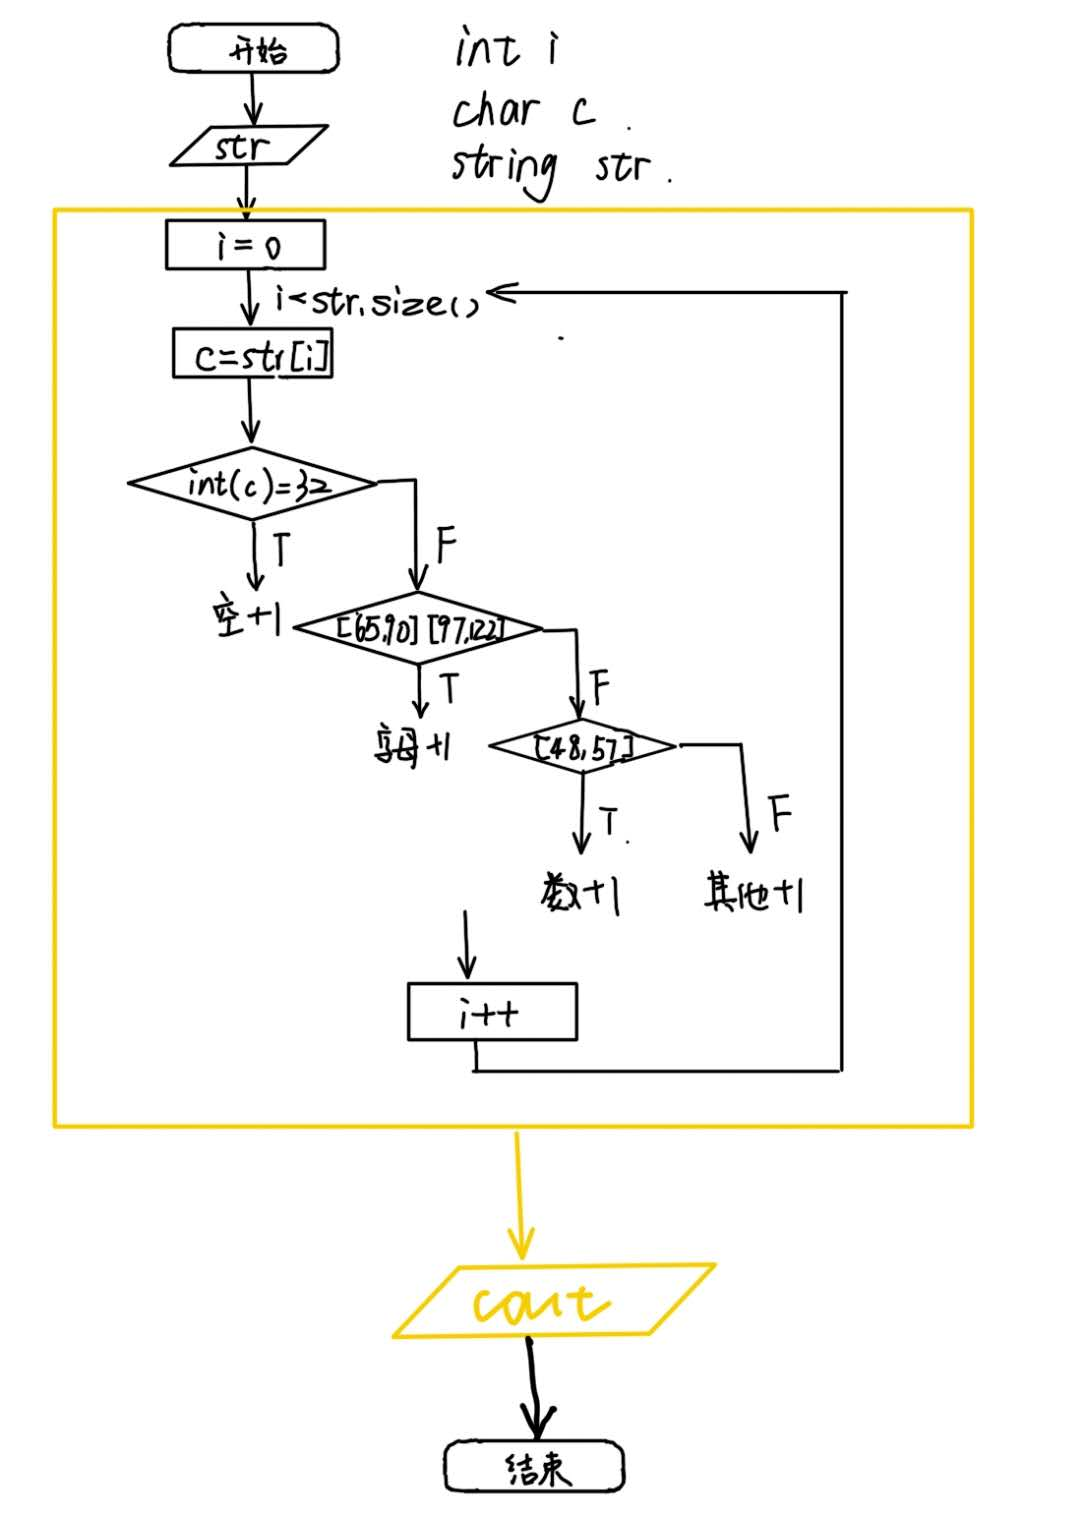 开始
int i
char c
str
string str
i=0
i<str.size()
c=str[i]
int(c)=32
T
F
空+1
[65,90][97,122]
T
F
字母+1
[48,57]
T
F
数+1
其他+1
i++
cout
结束